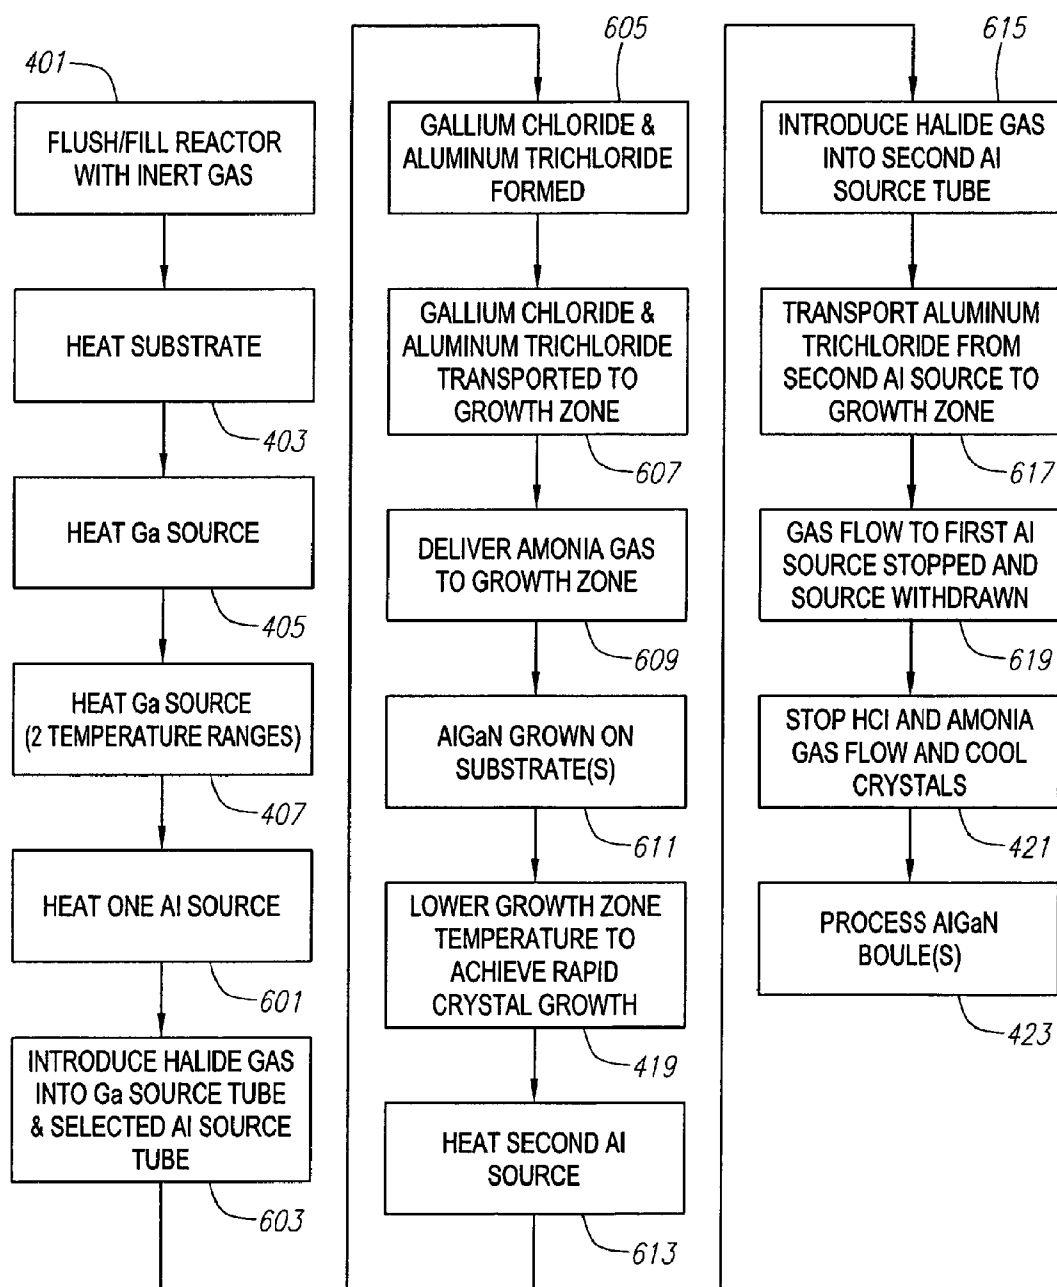 401
FLUSH/FILL REACTOR
WITH INERT GAS
HEAT SUBSTRATE
403
HEAT Ga SOURCE
405
HEAT Ga SOURCE
(2 TEMPERATURE RANGES)
407
HEAT ONE Al SOURCE
601
INTRODUCE HALIDE GAS
INTO Ga SOURCE TUBE
& SELECTED Al SOURCE
TUBE
603
605
GALLIUM CHLORIDE &
ALUMINUM TRICHLORIDE
FORMED
GALLIUM CHLORIDE &
ALUMINUM TRICHLORIDE
TRANSPORTED TO
GROWTH ZONE
607
DELIVER AMONIA GAS
TO GROWTH ZONE
609
AlGaN GROWN ON
SUBSTRATE(S)
611
LOWER GROWTH ZONE
TEMPERATURE TO
ACHIEVE RAPID
CRYSTAL GROWTH
419
HEAT SECOND Al
SOURCE
613
615
INTRODUCE HALIDE GAS
INTO SECOND Al
SOURCE TUBE
TRANSPORT ALUMINUM
TRICHLORIDE FROM
SECOND Al SOURCE TO
GROWTH ZONE
617
GAS FLOW TO FIRST Al
SOURCE STOPPED AND
SOURCE WITHDRAWN
619
STOP HCl AND AMONIA
GAS FLOW AND COOL
CRYSTALS
421
PROCESS AlGaN
BOULE(S)
423